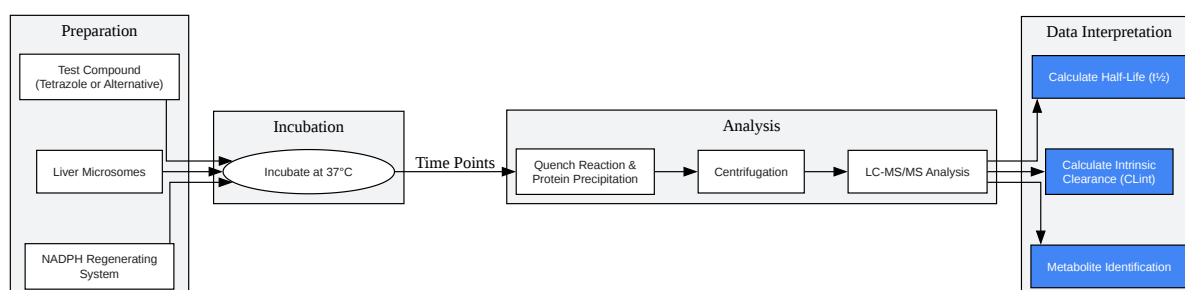 Preparation
Test Compound
(Tetrazole or Alternative)
Liver Microsomes
NADPH Regenerating
System
Incubation
Incubate at 37°C
Time Points
Analysis
Quench Reaction &
Protein Precipitation
Centrifugation
LC-MS/MS Analysis
Data Interpretation
Calculate Half-Life (t½)
Calculate Intrinsic
Clearance (CLint)
Metabolite Identification